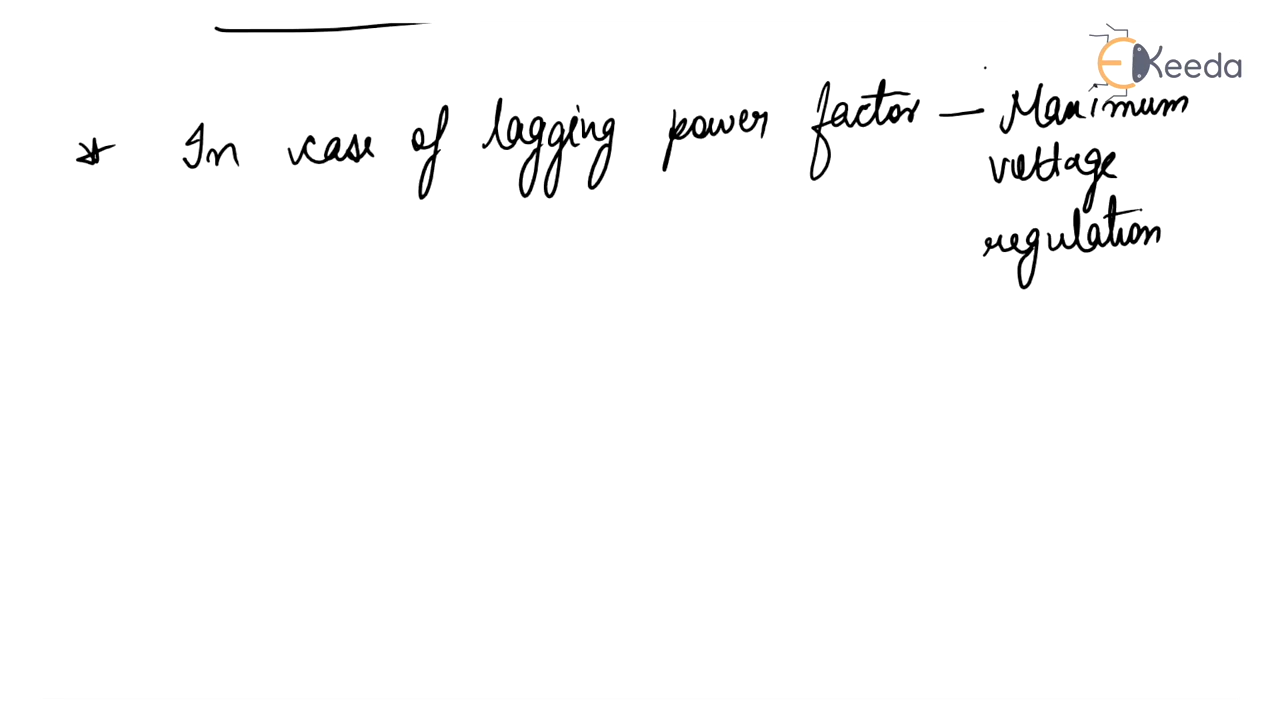 EKeeda
* In case of lagging power factor — Maximum
voltage
regulation